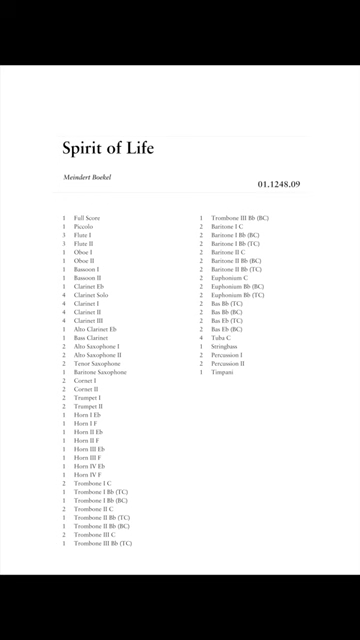 Spirit of Life
Meindert Boekel
01.1248.09
1 Full Score
1 Piccolo
3 Flute I
3 Flute II
1 Oboe I
1 Oboe II
1 Bassoon I
1 Bassoon II
1 Clarinet Eb
4 Clarinet Solo
4 Clarinet I
4 Clarinet II
4 Clarinet III
1 Alto Clarinet Eb
1 Bass Clarinet
2 Alto Saxophone I
2 Alto Saxophone II
2 Tenor Saxophone
1 Baritone Saxophone
2 Cornet I
2 Cornet II
2 Trumpet I
2 Trumpet II
1 Horn I Eb
1 Horn I F
1 Horn II Eb
1 Horn II F
1 Horn III Eb
1 Horn III F
1 Horn IV Eb
1 Horn IV F
2 Trombone I C
1 Trombone I Bb (TC)
1 Trombone I Bb (BC)
2 Trombone II C
1 Trombone II Bb (TC)
1 Trombone II Bb (BC)
2 Trombone III C
1 Trombone III Bb (TC)
1 Trombone III Bb (BC)
2 Baritone I C
2 Baritone I Bb (BC)
2 Baritone I Bb (TC)
2 Baritone II C
2 Baritone II Bb (BC)
2 Baritone II Bb (TC)
2 Euphonium C
2 Euphonium Bb (BC)
2 Euphonium Bb (TC)
2 Bas Bb (TC)
2 Bas Bb (BC)
2 Bas Eb (TC)
2 Bas Eb (BC)
4 Tuba C
1 Stringbass
2 Percussion I
2 Percussion II
1 Timpani